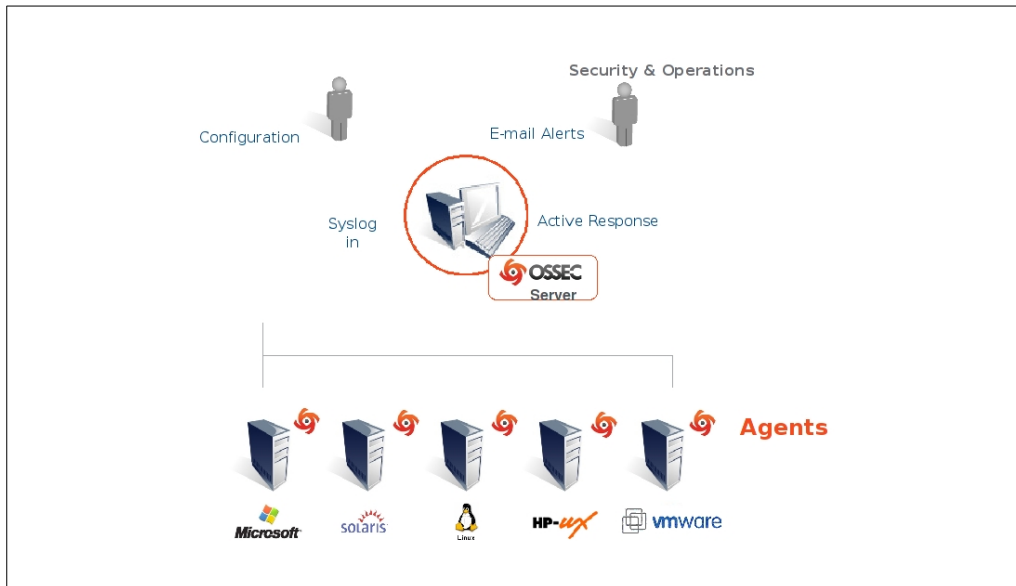 Security & Operations
Configuration
E-mail Alerts
Syslog
in
Active Response
OSSEC
Server
Agents
Microsoft
solaris
Linux
HP-ux
vmware